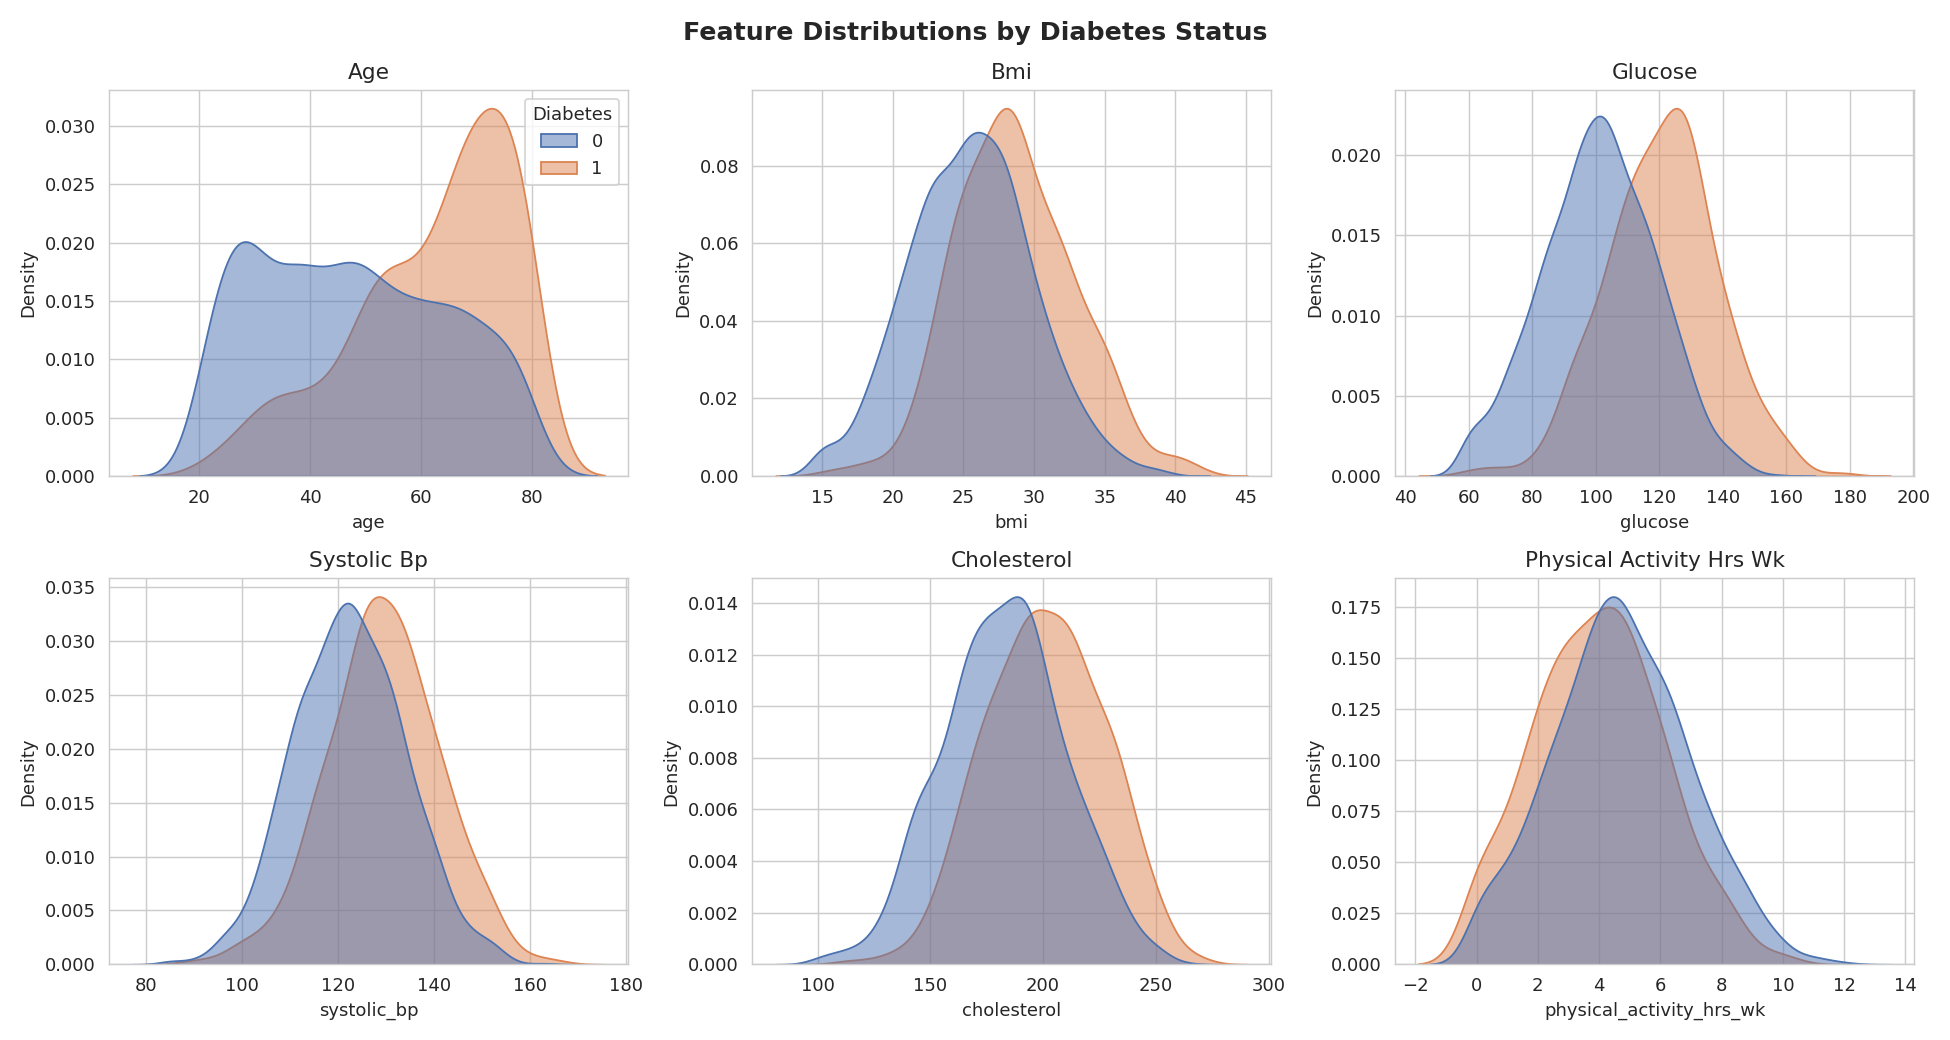 Feature Distributions by Diabetes Status
Age
Density
0.030
0.025
0.020
0.015
0.010
0.005
0.000
20 40 60 80
age
Diabetes
0
1
Bmi
Density
0.08
0.06
0.04
0.02
0.00
15 20 25 30 35 40 45
bmi
Glucose
Density
0.020
0.015
0.010
0.005
0.000
40 60 80 100 120 140 160 180 200
glucose
Systolic Bp
Density
0.035
0.030
0.025
0.020
0.015
0.010
0.005
0.000
80 100 120 140 160 180
systolic_bp
Cholesterol
Density
0.014
0.012
0.010
0.008
0.006
0.004
0.002
0.000
100 150 200 250 300
cholesterol
Physical Activity Hrs Wk
Density
0.175
0.150
0.125
0.100
0.075
0.050
0.025
0.000
−2 0 2 4 6 8 10 12 14
physical_activity_hrs_wk